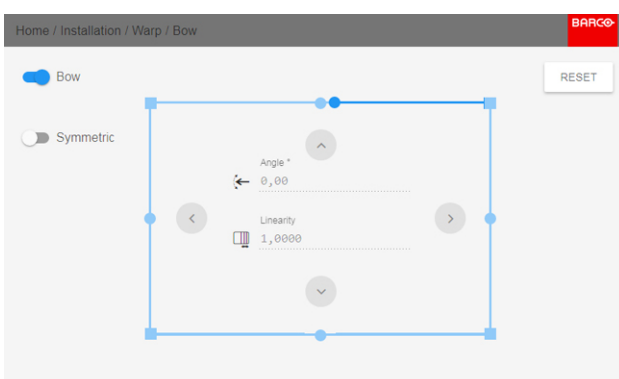 Home / Installation / Warp / Bow
BARCO
Bow
RESET
Symmetric
Angle *
0,00
Linearity
1,0000